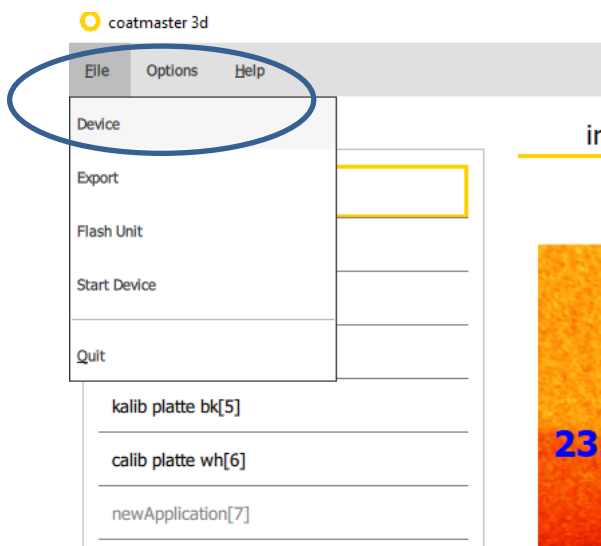 coatmaster 3d
File Options Help
Device
Export
Flash Unit
Start Device
Quit
kalib platte bk[5]
calib platte wh[6]
newApplication[7]
23